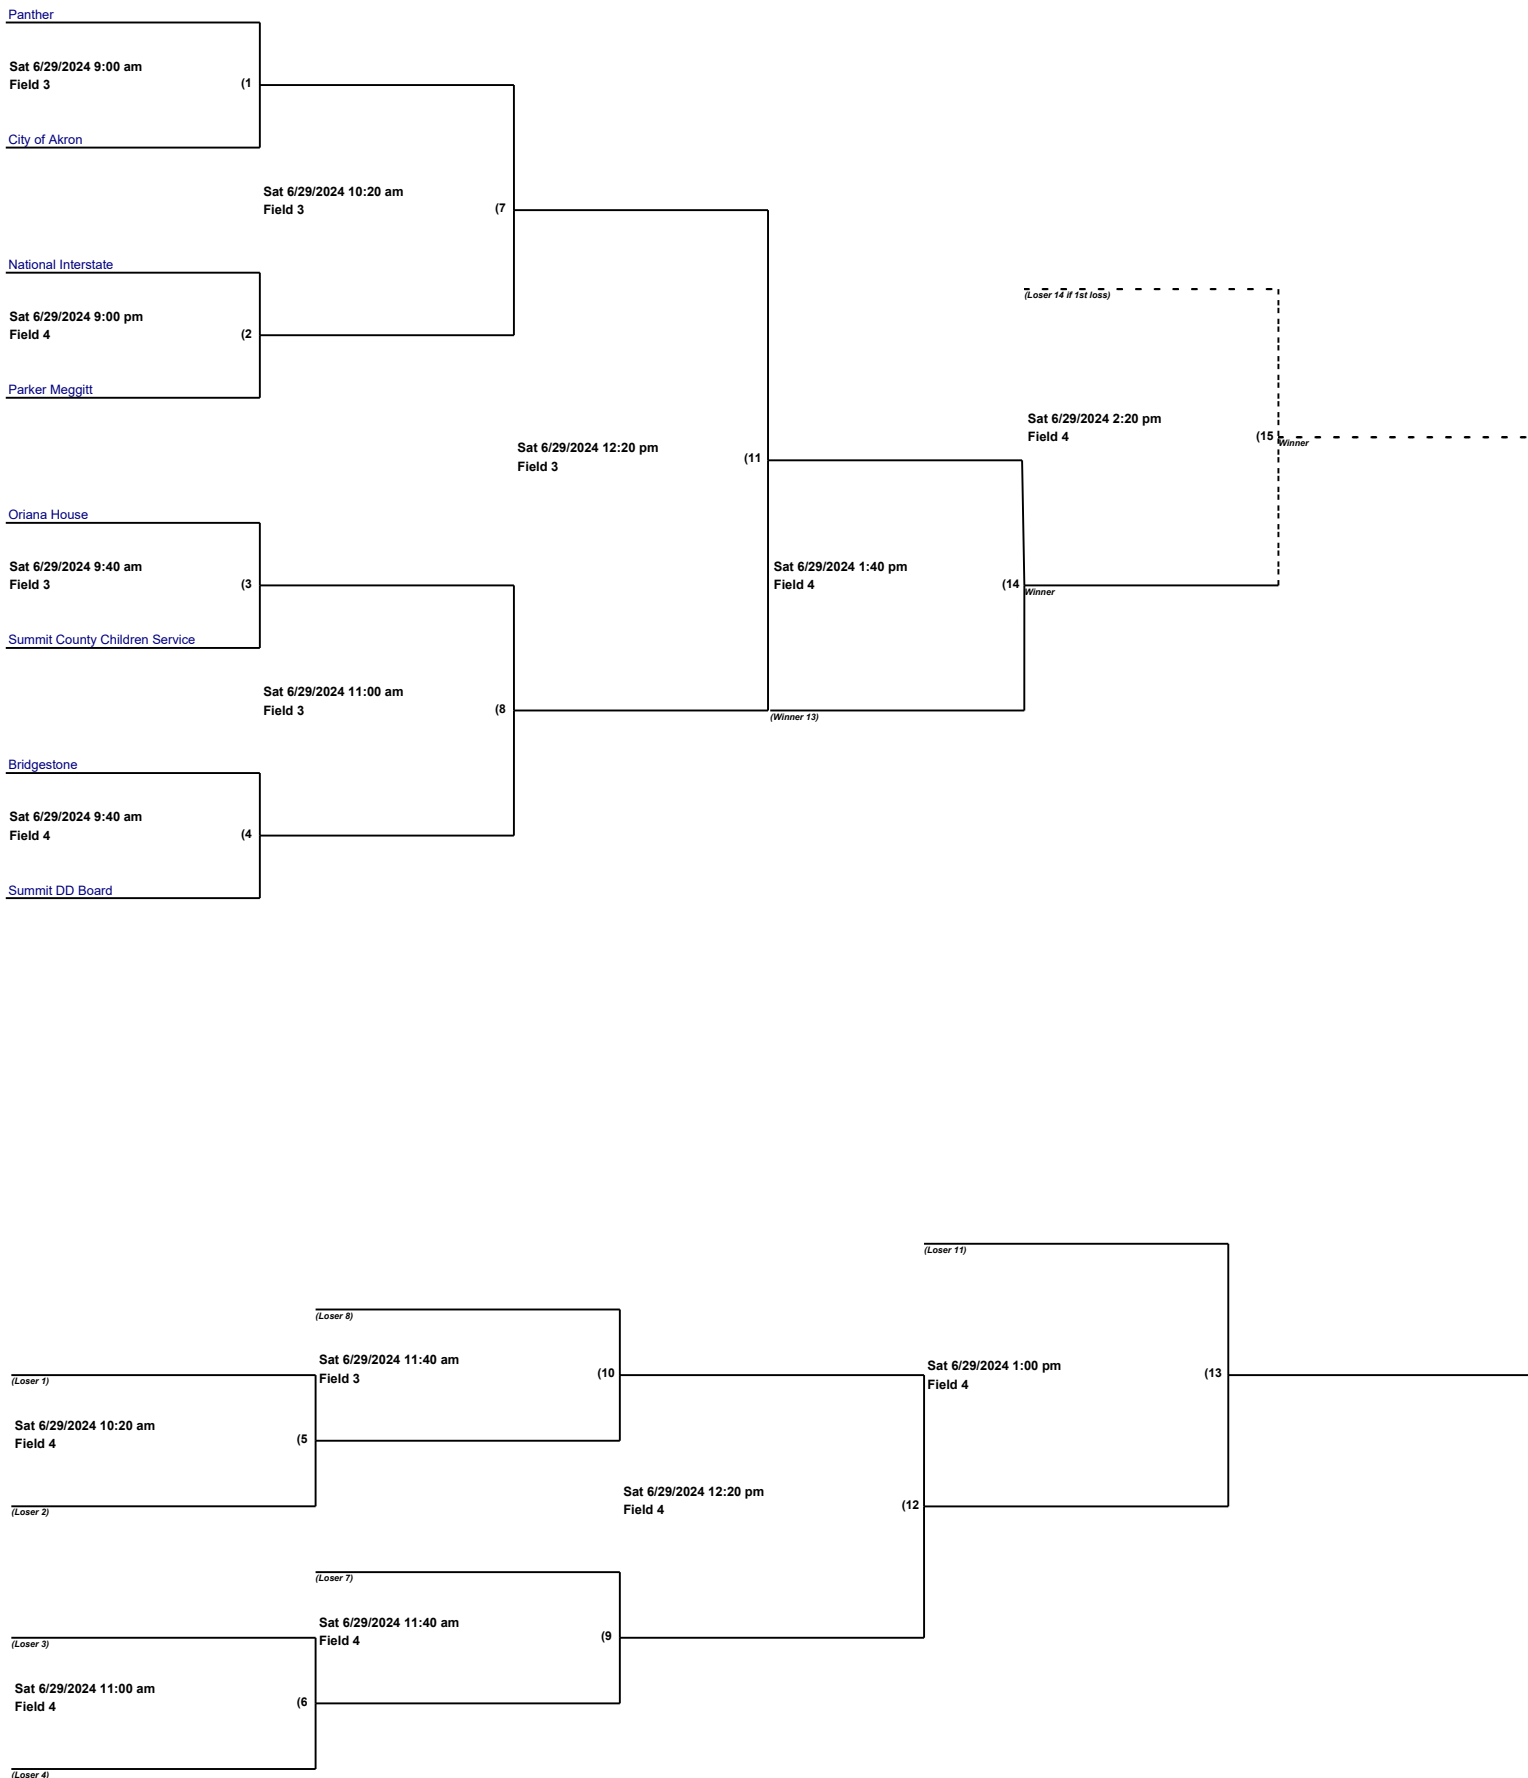 Panther
Sat 6/29/2024 9:00 am
Field 3
(1
City of Akron
Sat 6/29/2024 10:20 am
Field 3
(7
National Interstate
Sat 6/29/2024 9:00 pm
Field 4
(2
Parker Meggitt
(Loser 14 if 1st loss)
Sat 6/29/2024 2:20 pm
Field 4
(15
Winner
Sat 6/29/2024 12:20 pm
Field 3
(11
Oriana House
Sat 6/29/2024 9:40 am
Field 3
(3
Summit County Children Service
Sat 6/29/2024 1:40 pm
Field 4
(14
Winner
Sat 6/29/2024 11:00 am
Field 3
(8
(Winner 13)
Bridgestone
Sat 6/29/2024 9:40 am
Field 4
(4
Summit DD Board
(Loser 11)
(Loser 8)
Sat 6/29/2024 11:40 am
Field 3
(10
Sat 6/29/2024 1:00 pm
Field 4
(13
(Loser 1)
Sat 6/29/2024 10:20 am
Field 4
(5
(Loser 2)
Sat 6/29/2024 12:20 pm
Field 4
(12
(Loser 7)
Sat 6/29/2024 11:40 am
Field 4
(9
(Loser 3)
Sat 6/29/2024 11:00 am
Field 4
(6
(Loser 4)